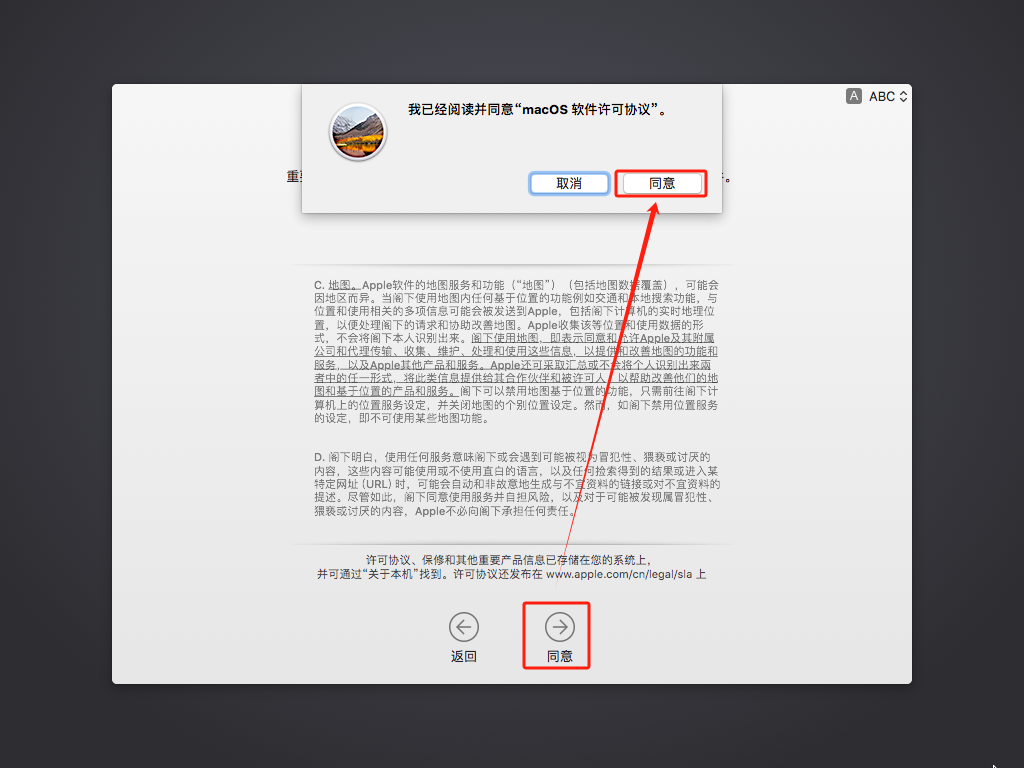 A ABC
我已经阅读并同意“macOS 软件许可协议”。
取消 同意
重
C. 地图。Apple软件的地图服务和功能（“地图”）（包括地图数据覆盖），可能会
因地区而异。当阁下使用地图内任何基于位置的功能例如交通和本地搜索功能，与
位置和使用相关的多项信息可能会被发送到Apple，包括阁下计算机的实时地理位
置，以便处理阁下的请求和协助改善地图。Apple收集该等位置和使用数据的形
式，不会将阁下本人识别出来。阁下使用地图，即表示同意和允许Apple及其附属
公司和代理传输、收集、维护、处理和使用这些信息，以提供和改善地图的功能和
服务，以及Apple其他产品和服务。Apple还可采取汇总或不会将个人识别出来兩
者中的任一形式，将此类信息提供给其合作伙伴和被许可人，以帮助改善他们的地
图和基于位置的产品和服务。阁下可以禁用地图基于位置的功能，只需前往阁下计
算机上的位置服务设定，并关闭地图的个别位置设定。然而，如阁下禁用位置服务
的设定，即不可使用某些地图功能。
D. 阁下明白，使用任何服务意味阁下或会遇到可能被视为冒犯性、猥亵或讨厌的
内容，这些内容可能使用或不使用直白的语言，以及任何捡索得到的结果或进入某
特定网址 (URL) 时，可能会自动和非故意地生成与不宜资料的链接或对不宜资料的
提述。尽管如此，阁下同意使用服务并自担风险，以及对于可能被发现属冒犯性、
猥亵或讨厌的内容，Apple不必向阁下承担任何责任。
许可协议、保修和其他重要产品信息已存储在您的系统上，
并可通过“关于本机”找到。许可协议还发布在 www.apple.com/cn/legal/sla 上
返回 同意